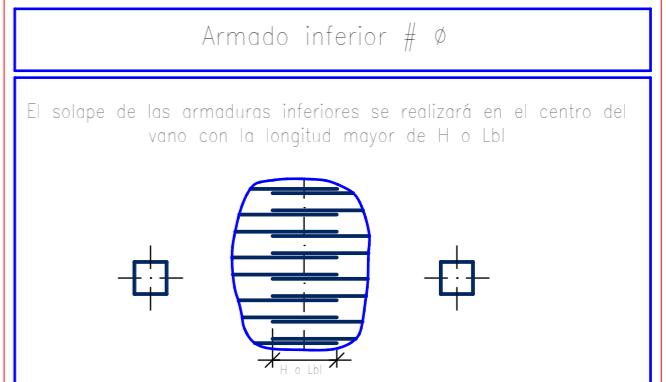 Armado inferior # ø
El solape de las armaduras inferiores se realizará en el centro del
vano con la longitud mayor de H o Lbl
H o Lbl